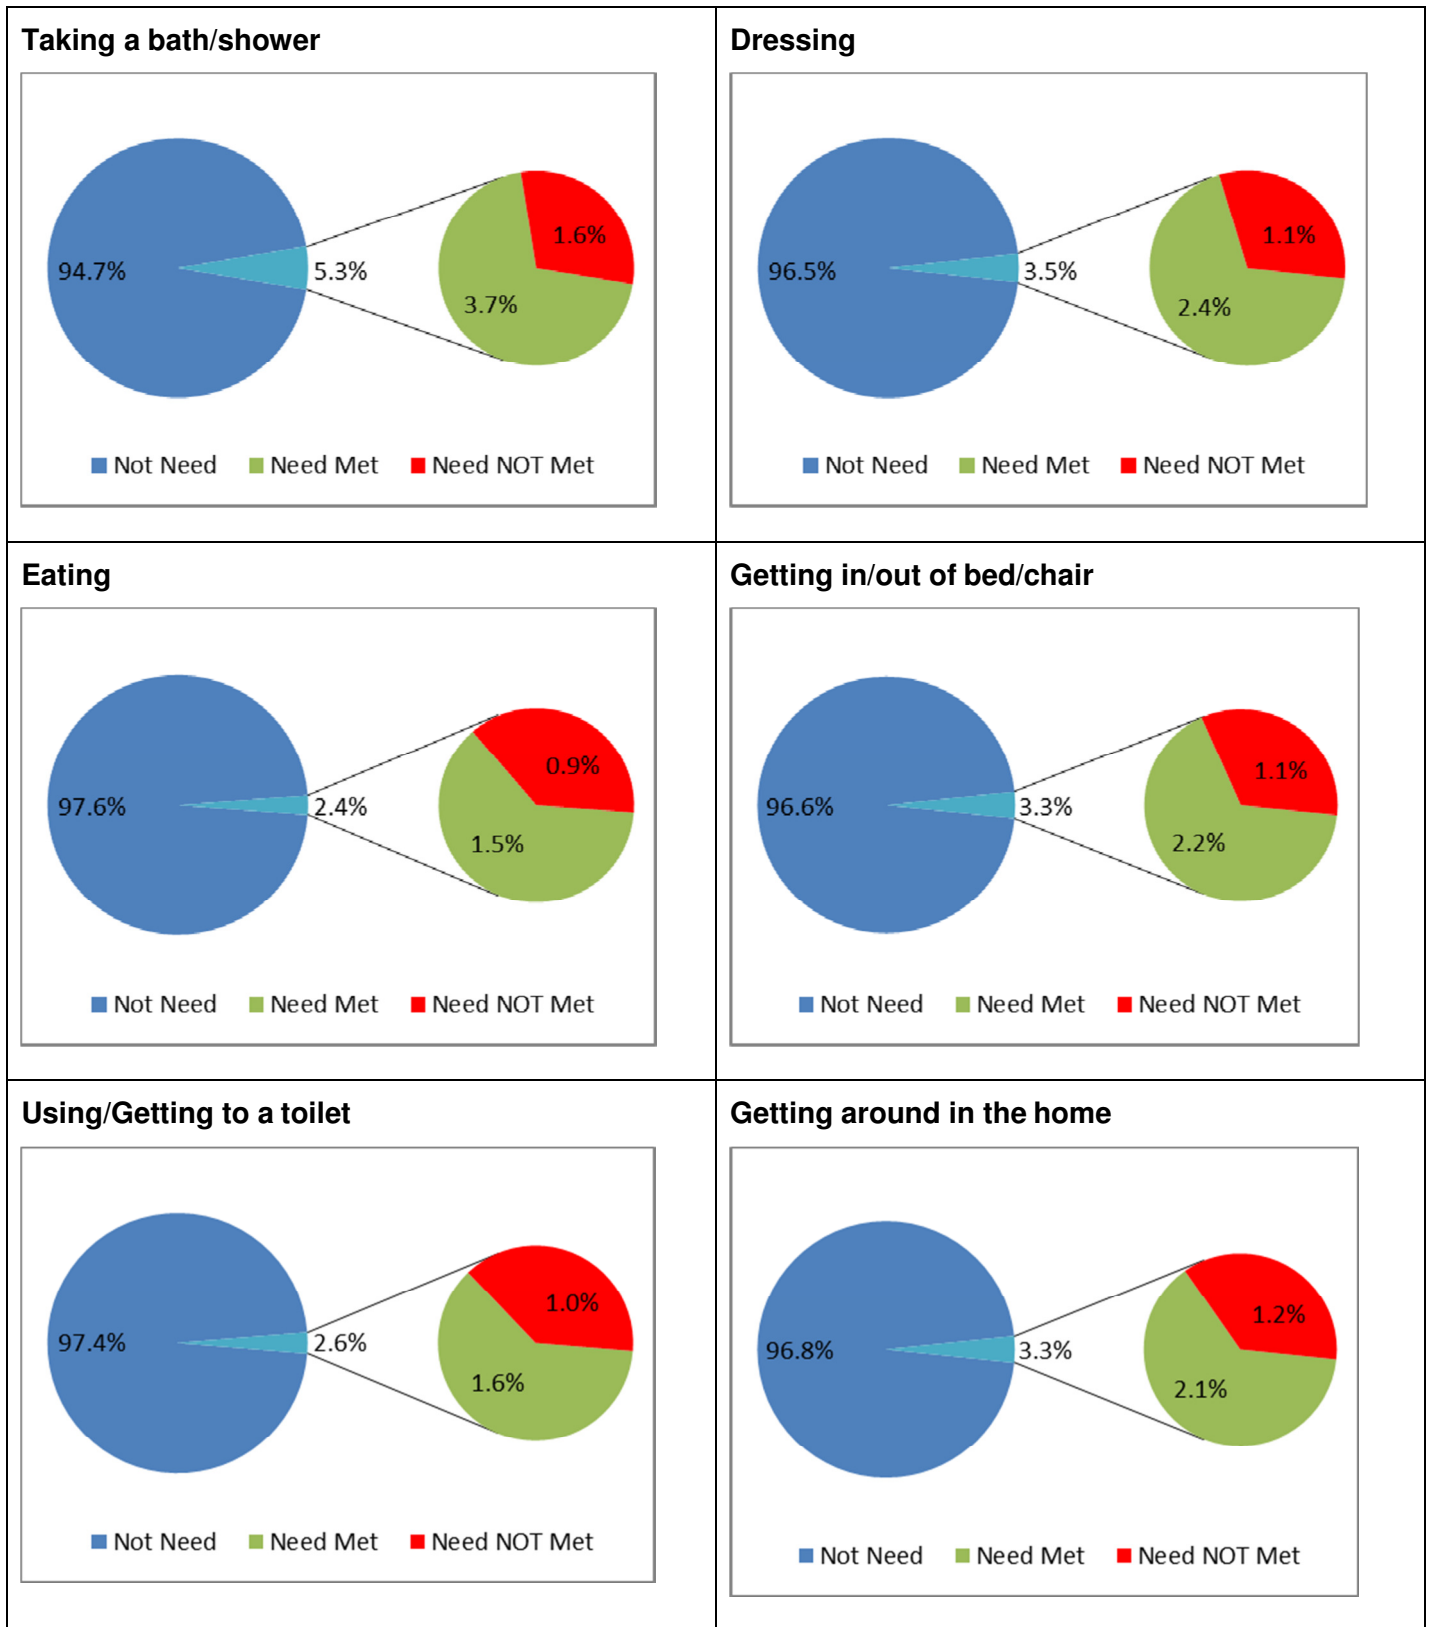 Taking a bath/shower
94.7%
5.3%
1.6%
3.7%
Not Need Need Met Need NOT Met
Dressing
96.5%
3.5%
1.1%
2.4%
Not Need Need Met Need NOT Met
Eating
97.6%
2.4%
0.9%
1.5%
Not Need Need Met Need NOT Met
Getting in/out of bed/chair
96.6%
3.3%
1.1%
2.2%
Not Need Need Met Need NOT Met
Using/Getting to a toilet
97.4%
2.6%
1.0%
1.6%
Not Need Need Met Need NOT Met
Getting around in the home
96.8%
3.3%
1.2%
2.1%
Not Need Need Met Need NOT Met